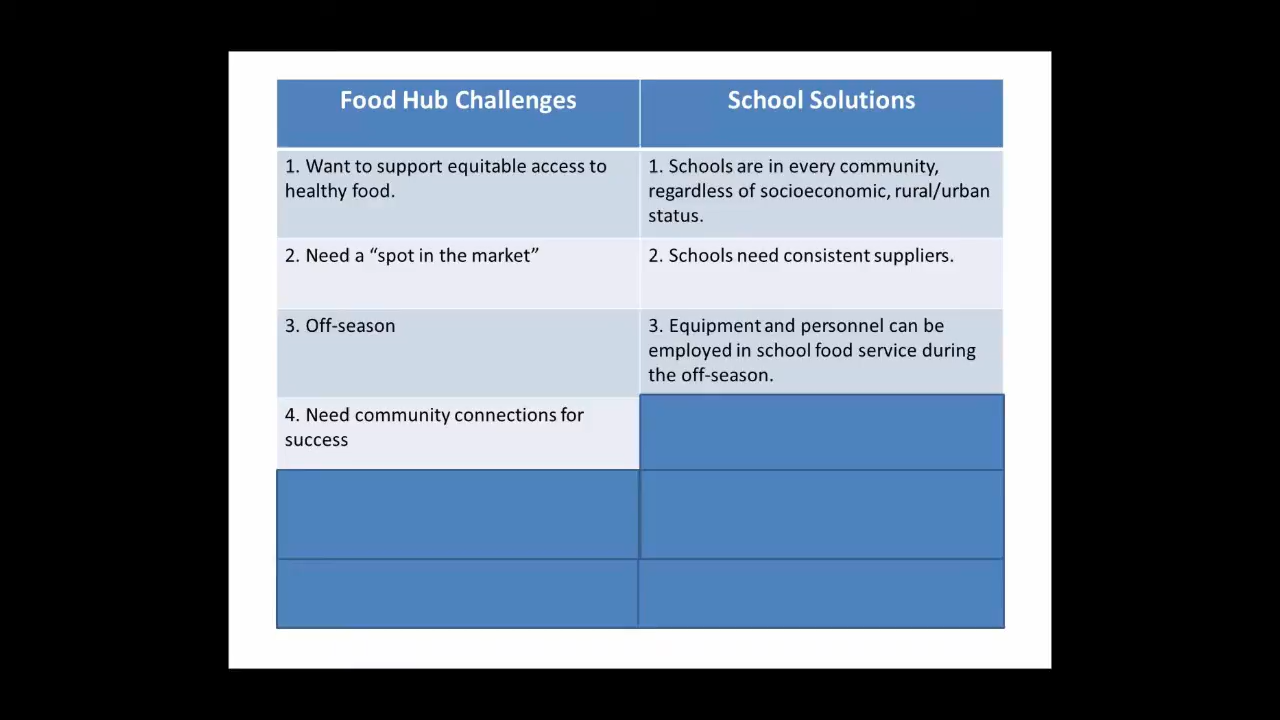 Food Hub Challenges
School Solutions
1. Want to support equitable access to
healthy food.
1. Schools are in every community,
regardless of socioeconomic, rural/urban
status.
2. Need a “spot in the market”
2. Schools need consistent suppliers.
3. Off-season
3. Equipment and personnel can be
employed in school food service during
the off-season.
4. Need community connections for
success